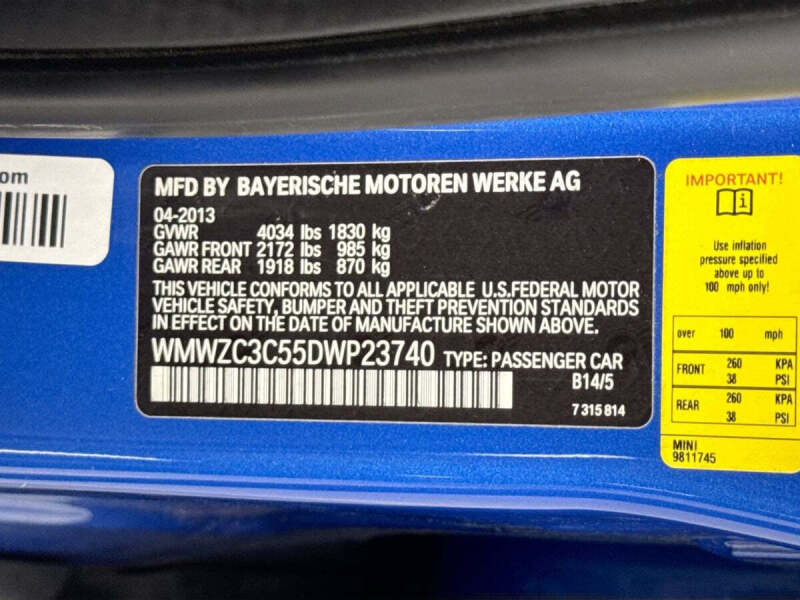 om
MFD BY BAYERISCHE MOTOREN WERKE AG
04-2013
GVWR 4034 lbs 1830 kg
GAWR FRONT 2172 lbs 985 kg
GAWR REAR 1918 lbs 870 kg
THIS VEHICLE CONFORMS TO ALL APPLICABLE U.S.FEDERAL MOTOR
VEHICLE SAFETY, BUMPER AND THEFT PREVENTION STANDARDS
IN EFFECT ON THE DATE OF MANUFACTURE SHOWN ABOVE.
WMWZC3C55DWP23740 TYPE: PASSENGER CAR
B14/5
7 315 814
IMPORTANT!
i
Use inflation
pressure specified
above up to
100 mph only!
over 100 mph
FRONT 260 KPA
38 PSI
REAR 260 KPA
38 PSI
MINI
9811745